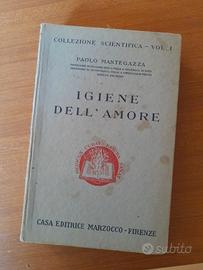 COLLEZIONE SCIENTIFICA - VOL. I
PAOLO MANTEGAZZA
IGIENE
DELL'AMORE
CASA EDITRICE MARZOCCO - FIRENZE
subito